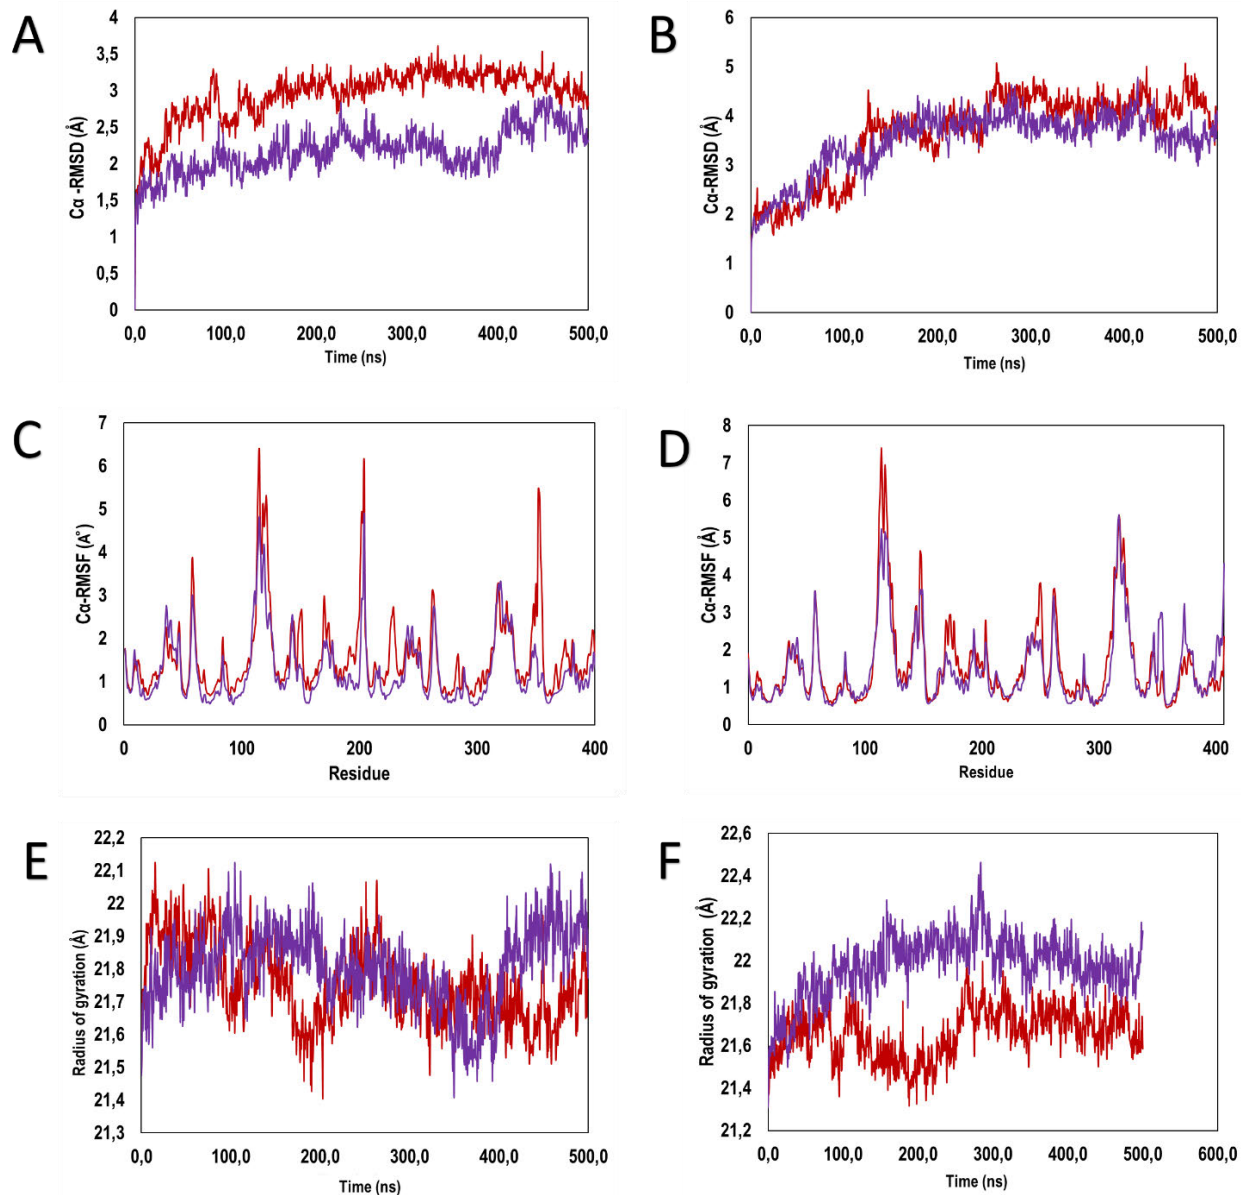 A
4
3,5
3
2,5
2
1,5
1
0,5
0
Cα -RMSD (Å)
0,0 100,0 200,0 300,0 400,0 500,0
Time (ns)
B
6
5
4
3
2
1
0
Cα-RMSD (Å)
0,0 100,0 200,0 300,0 400,0 500,0
Time (ns)
C
7
6
5
4
3
2
1
0
Cα-RMSF (A°)
0 100 200 300 400
Residue
D
8
7
6
5
4
3
2
1
0
Cα-RMSF (Å)
0 100 200 300 400
Residue
E
22,2
22,1
22
21,9
21,8
21,7
21,6
21,5
21,4
21,3
Radius of gyration (Å)
0,0 100,0 200,0 300,0 400,0 500,0
Time (ns)
F
22,6
22,4
22,2
22
21,8
21,6
21,4
21,2
Radius of gyration (Å)
0,0 100,0 200,0 300,0 400,0 500,0 600,0
Time (ns)